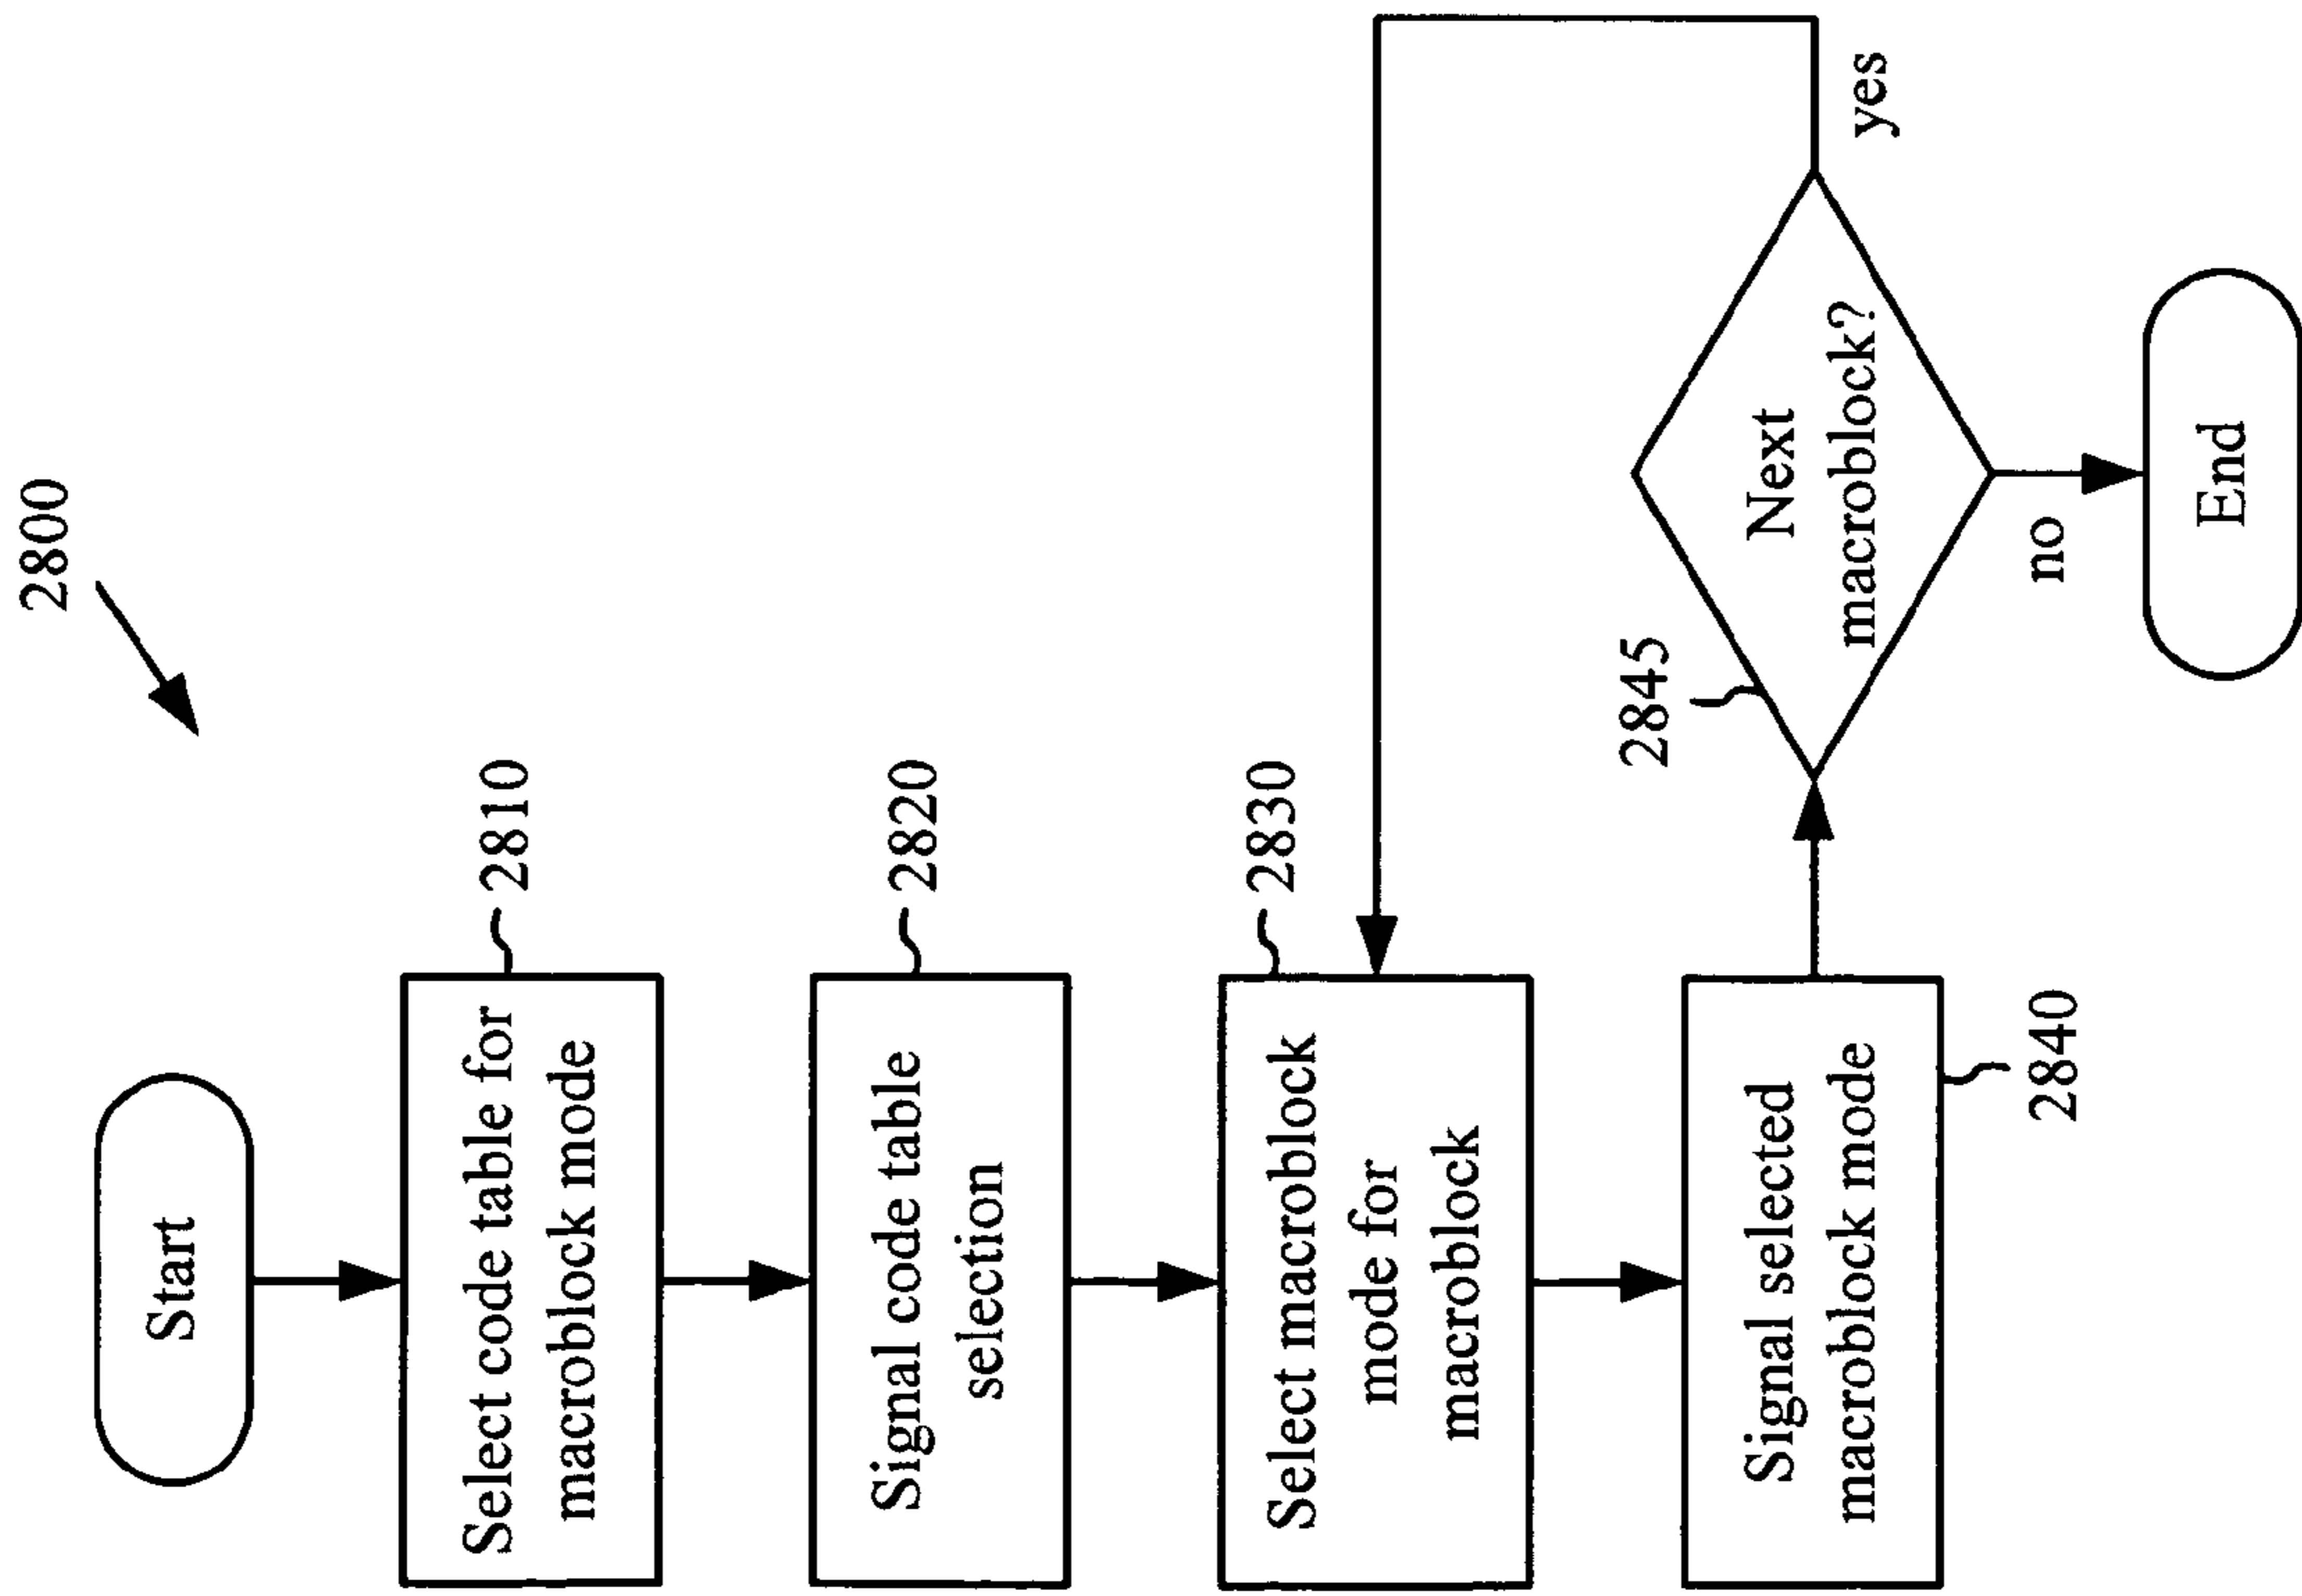 2800
Start
Select code table for
macroblock mode
2810
Signal code table
selection
2820
Select macroblock
mode for
macroblock
2830
Signal selected
macroblock mode
2840
2845
Next
macroblock?
yes
no
End